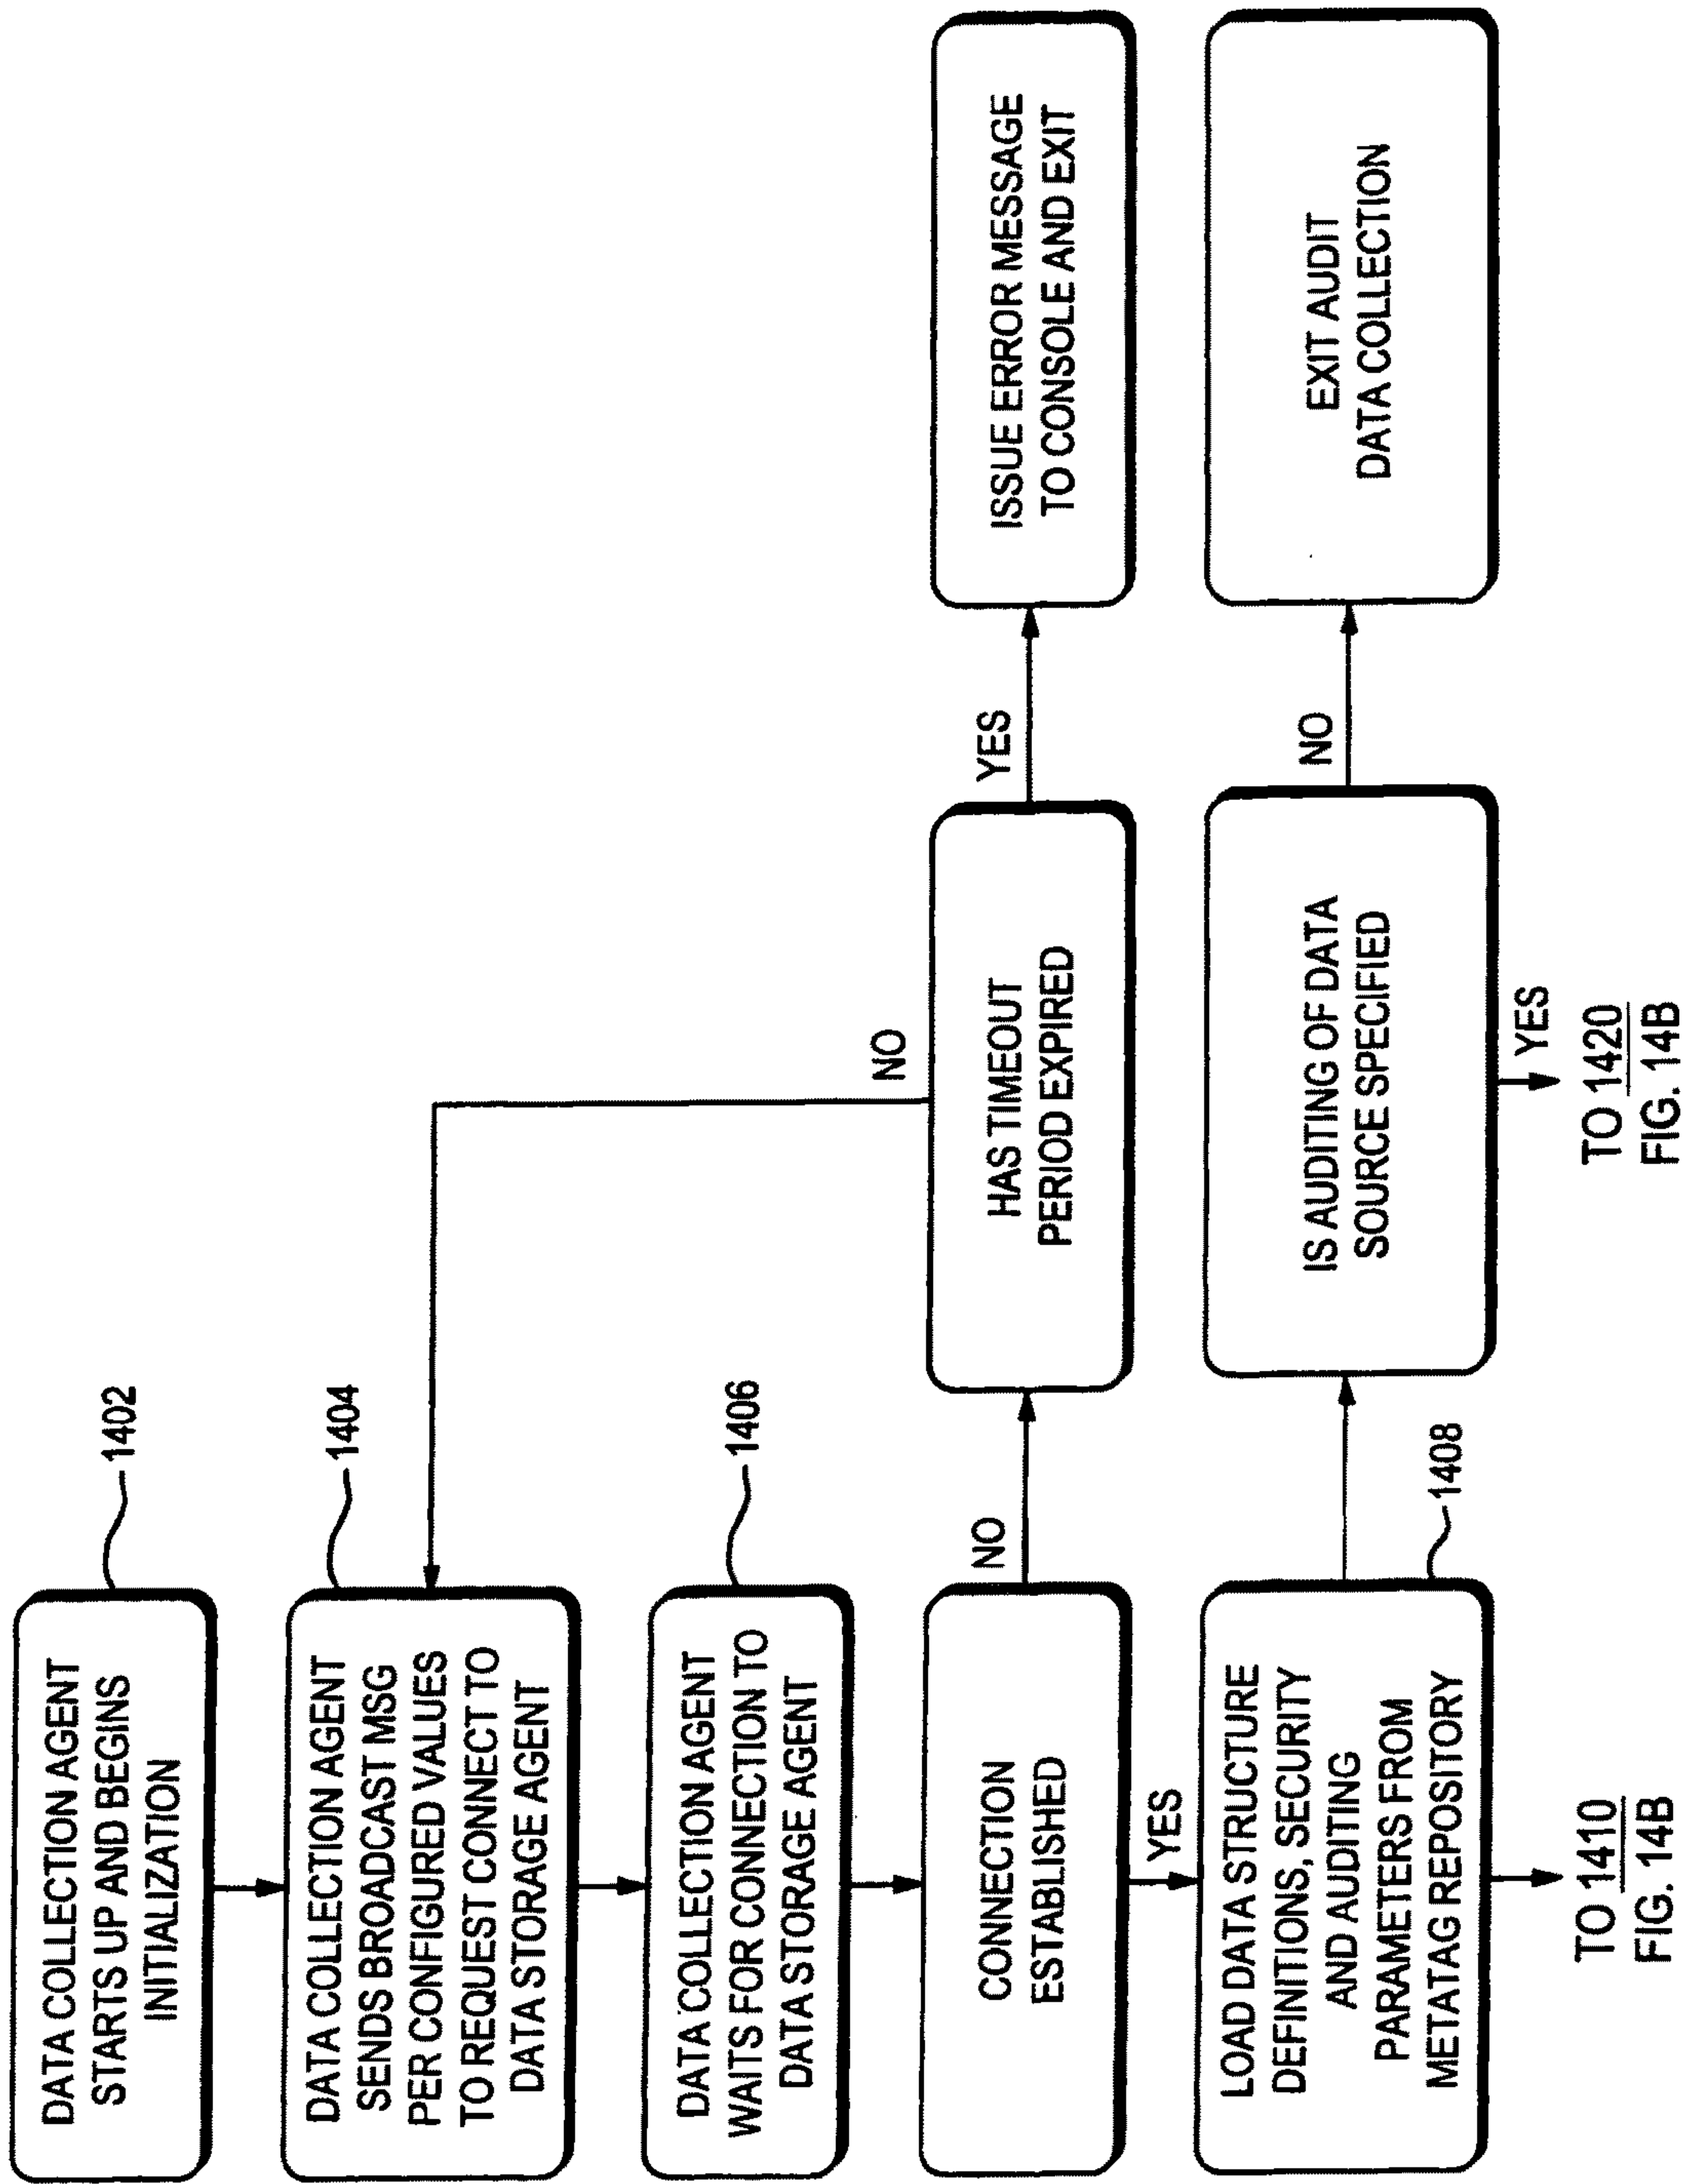 DATA COLLECTION AGENT
STARTS UP AND BEGINS
INITIALIZATION
1402
DATA COLLECTION AGENT
SENDS BROADCAST MSG
PER CONFIGURED VALUES
TO REQUEST CONNECT TO
DATA STORAGE AGENT
1404
DATA COLLECTION AGENT
WAITS FOR CONNECTION TO
DATA STORAGE AGENT
1406
CONNECTION
ESTABLISHED
NO
HAS TIMEOUT
PERIOD EXPIRED
NO
YES
ISSUE ERROR MESSAGE
TO CONSOLE AND EXIT
YES
LOAD DATA STRUCTURE
DEFINITIONS, SECURITY
AND AUDITING
PARAMETERS FROM
METATAG REPOSITORY
1408
IS AUDITING OF DATA
SOURCE SPECIFIED
NO
EXIT AUDIT
DATA COLLECTION
YES
TO 1410
FIG. 14B
TO 1420
FIG. 14B